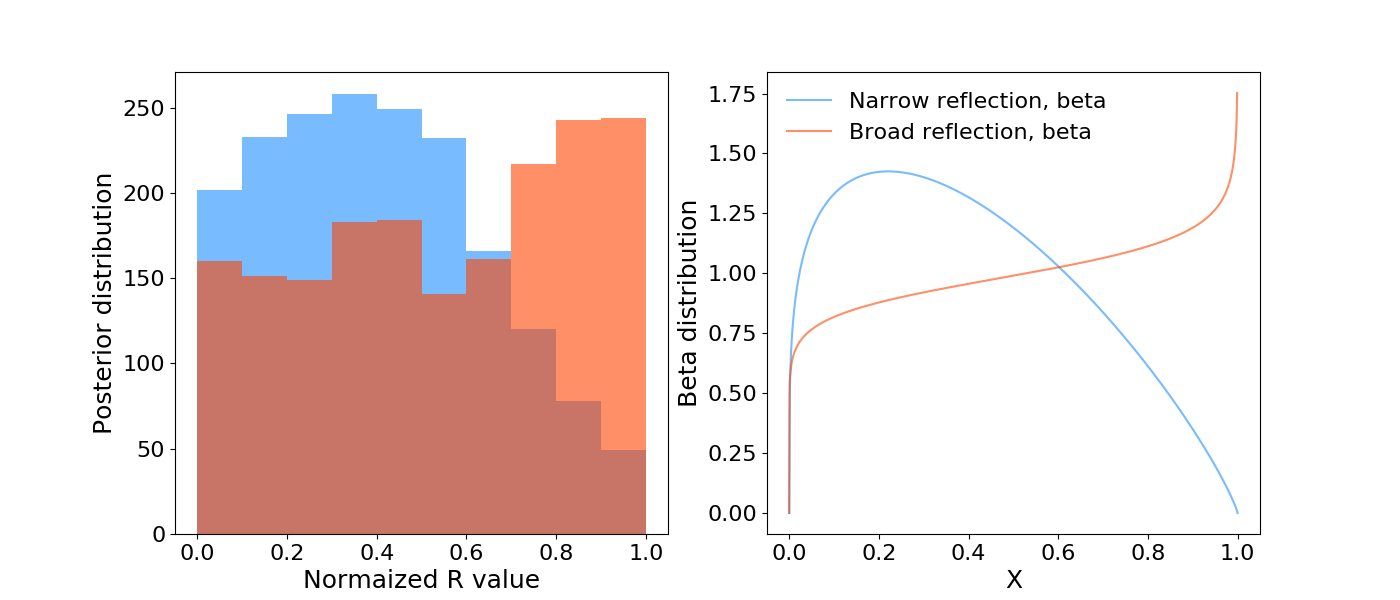 Posterior distribution
250
200
150
100
50
0
0.0 0.2 0.4 0.6 0.8 1.0
Normaized R value
Beta distribution
1.75
1.50
1.25
1.00
0.75
0.50
0.25
0.00
Narrow reflection, beta
Broad reflection, beta
0.0 0.2 0.4 0.6 0.8 1.0
X